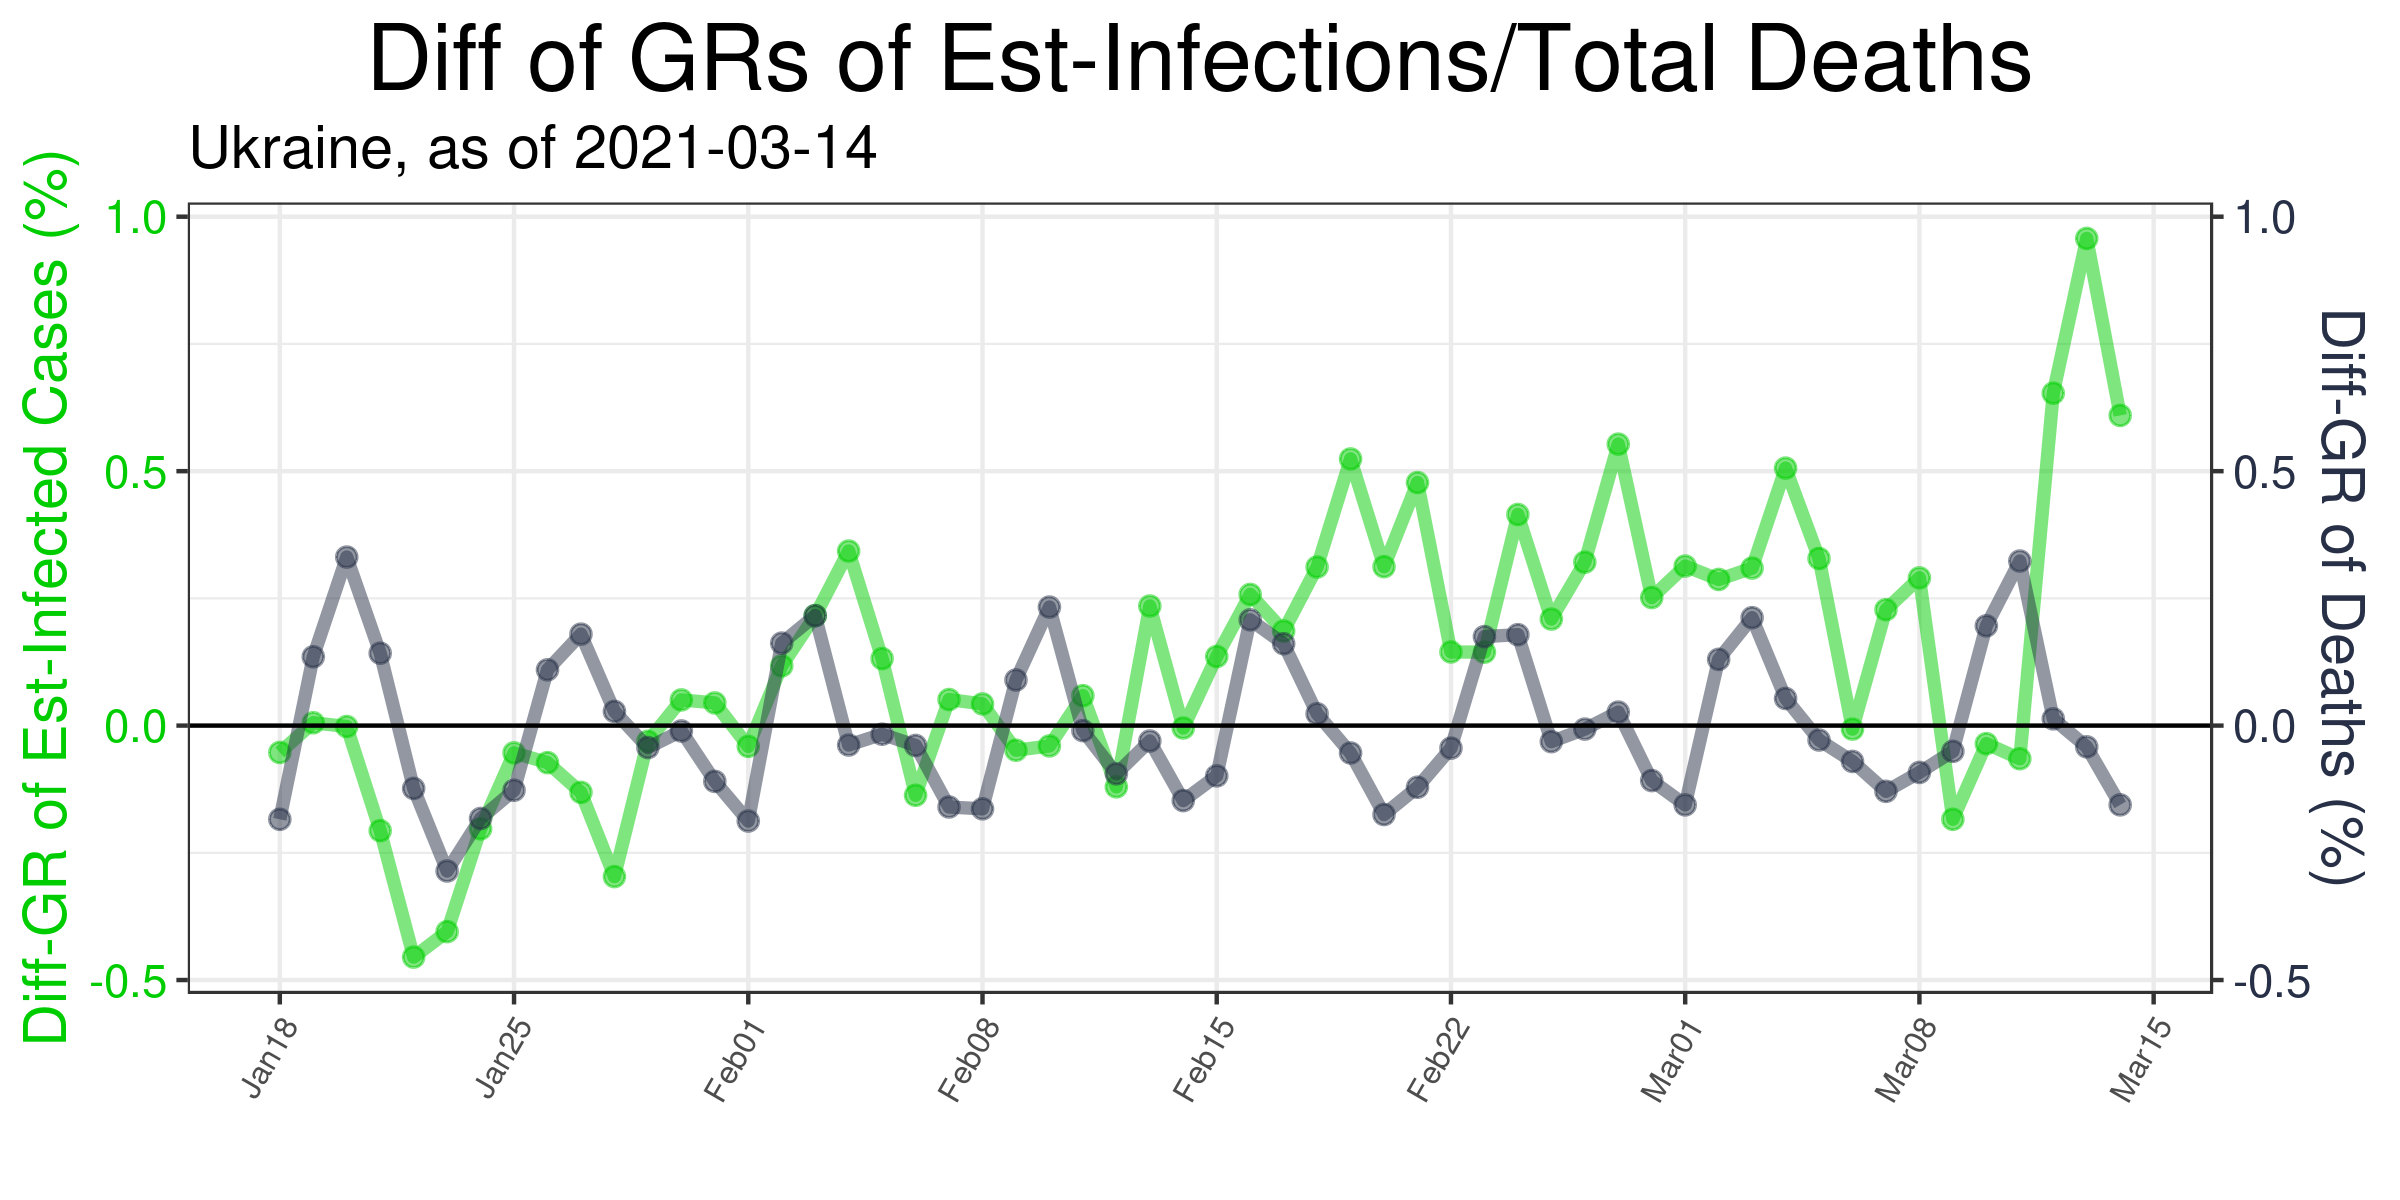 Diff of GRs of Est-Infections/Total Deaths
Ukraine, as of 2021-03-14
Diff-GR of Est-Infected Cases (%)
1.0
0.5
0.0
-0.5
1.0
0.5
0.0
-0.5
Diff-GR of Deaths (%)
Jan18
Jan25
Feb01
Feb08
Feb15
Feb22
Mar01
Mar08
Mar15